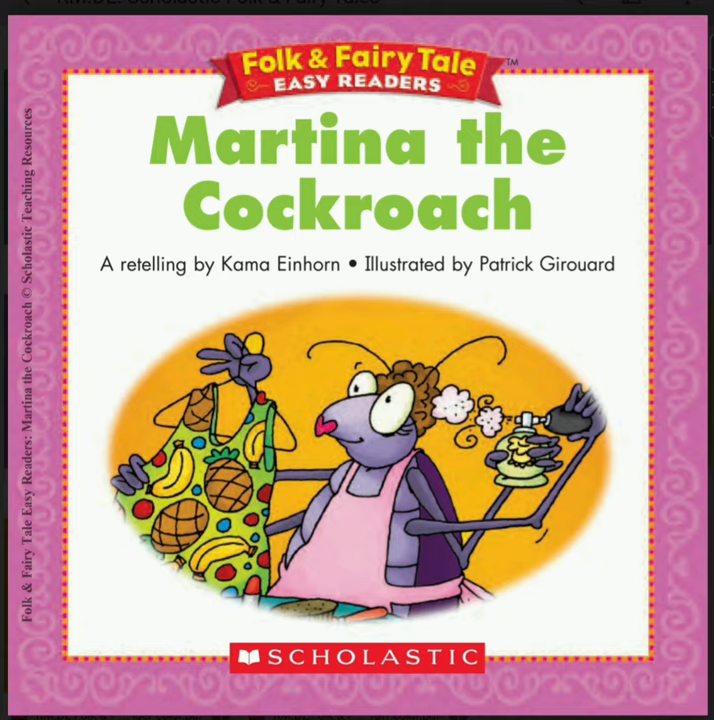 Folk & Fairy Tale
EASY READERS
TM
Martina the
Cockroach
A retelling by Kama Einhorn • Illustrated by Patrick Girouard
SCHOLASTIC
Folk & Fairy Tale Easy Readers: Martina the Cockroach © Scholastic Teaching Resources